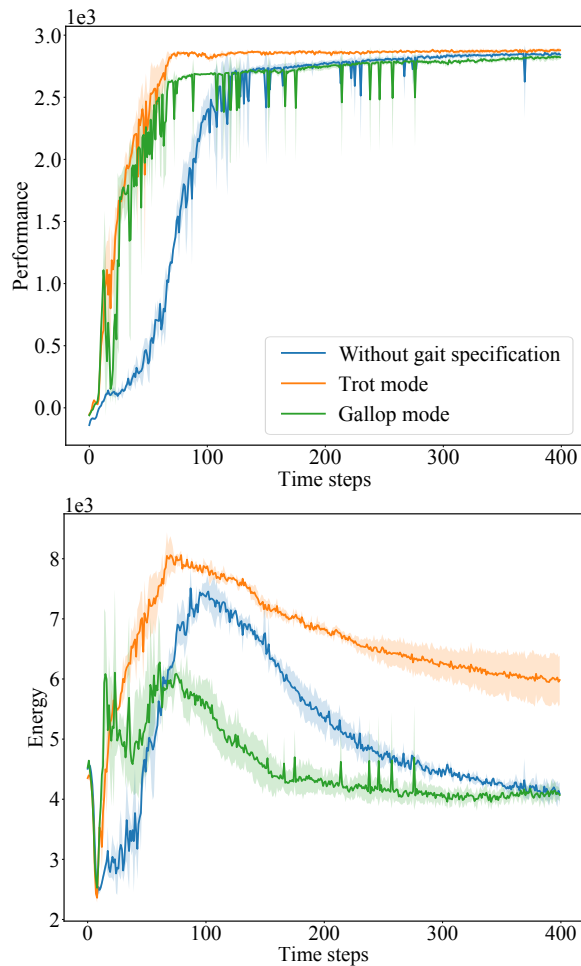 1e3
3.0
2.5
2.0
1.5
1.0
0.5
0.0
Performance
Without gait specification
Trot mode
Gallop mode
0 100 200 300 400
Time steps
1e3
8
7
6
5
4
3
2
Energy
0 100 200 300 400
Time steps